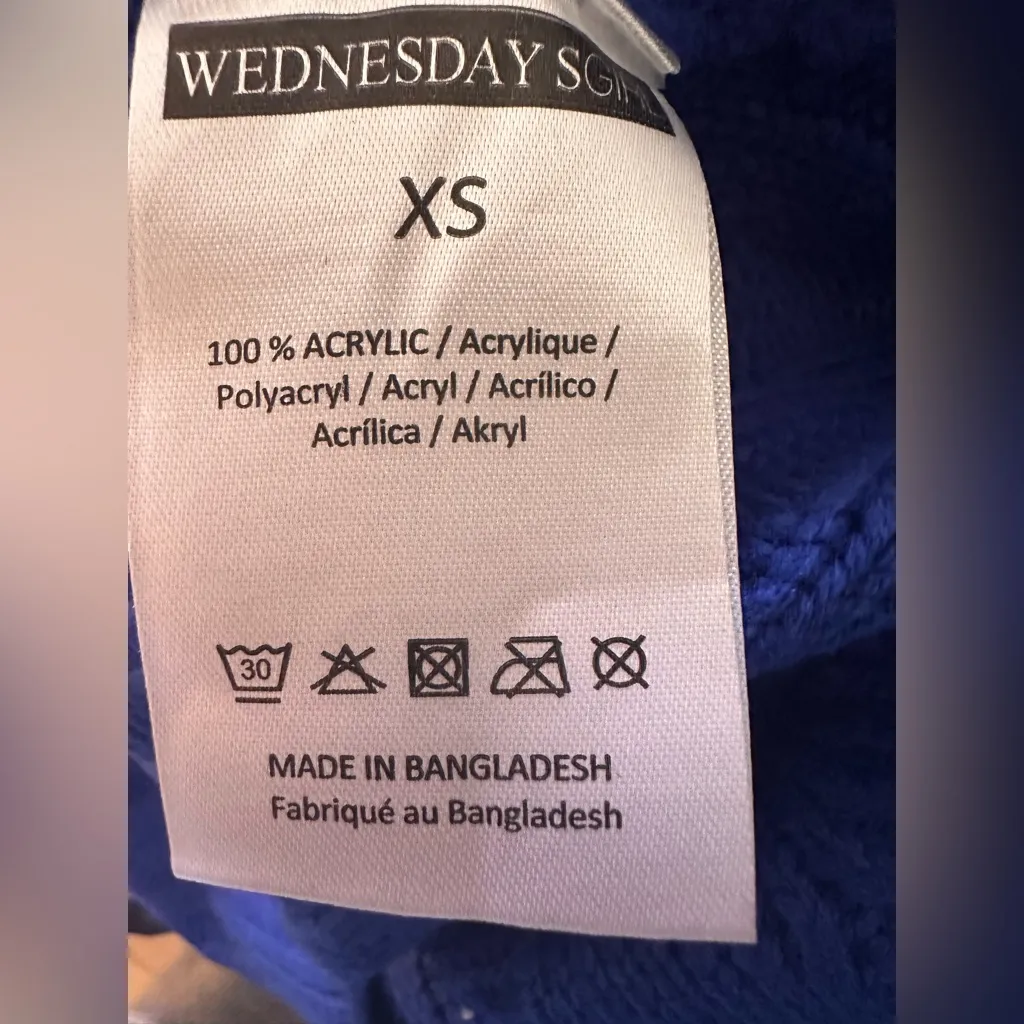 WEDNESDAY
XS
100 % ACRYLIC / Acrylique /
Polyacryl / Acryl / Acrílico /
Acrílica / Akryl
30
MADE IN BANGLADESH
Fabriqué au Bangladesh